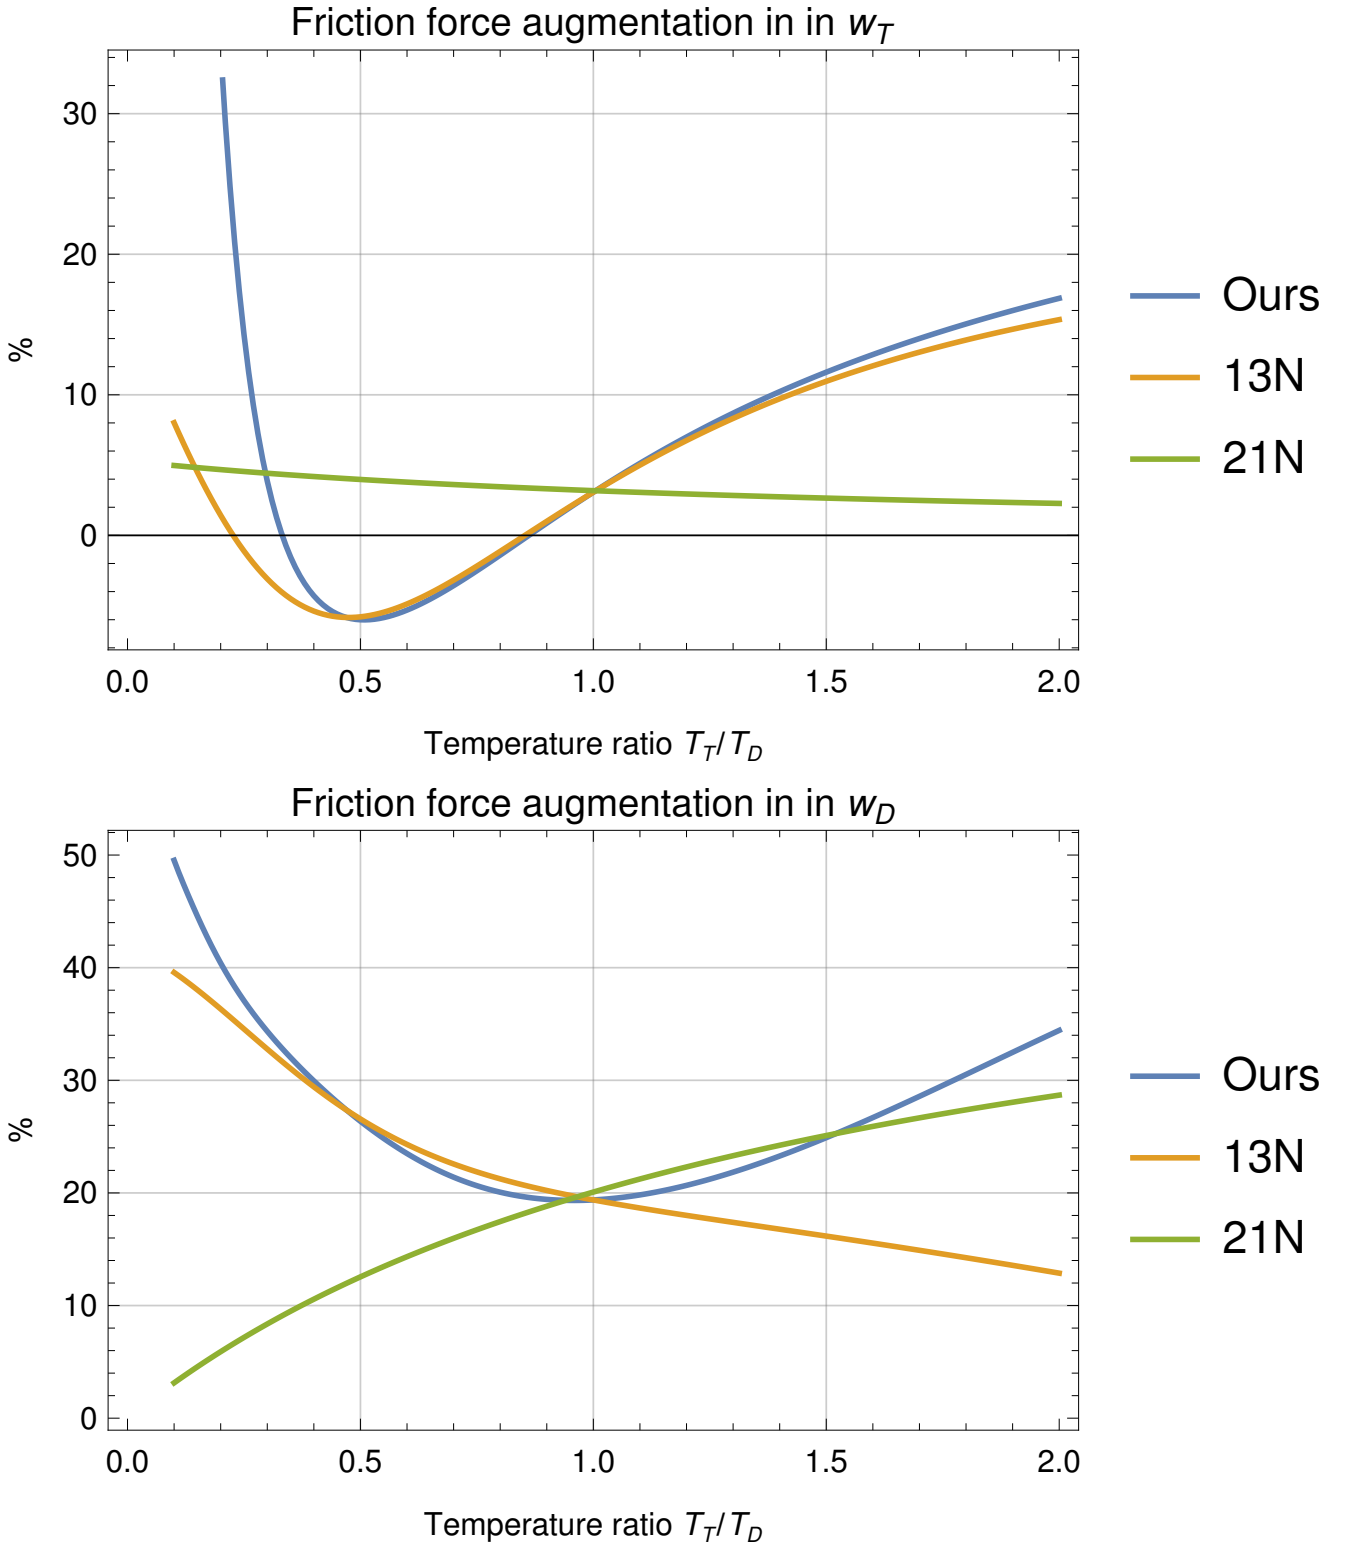 Friction force augmentation in in w_T
30
20
10
0
%
0.0 0.5 1.0 1.5 2.0
Temperature ratio T_T/T_D
Ours
13N
21N
Friction force augmentation in in w_D
50
40
30
20
10
0
%
0.0 0.5 1.0 1.5 2.0
Temperature ratio T_T/T_D
Ours
13N
21N